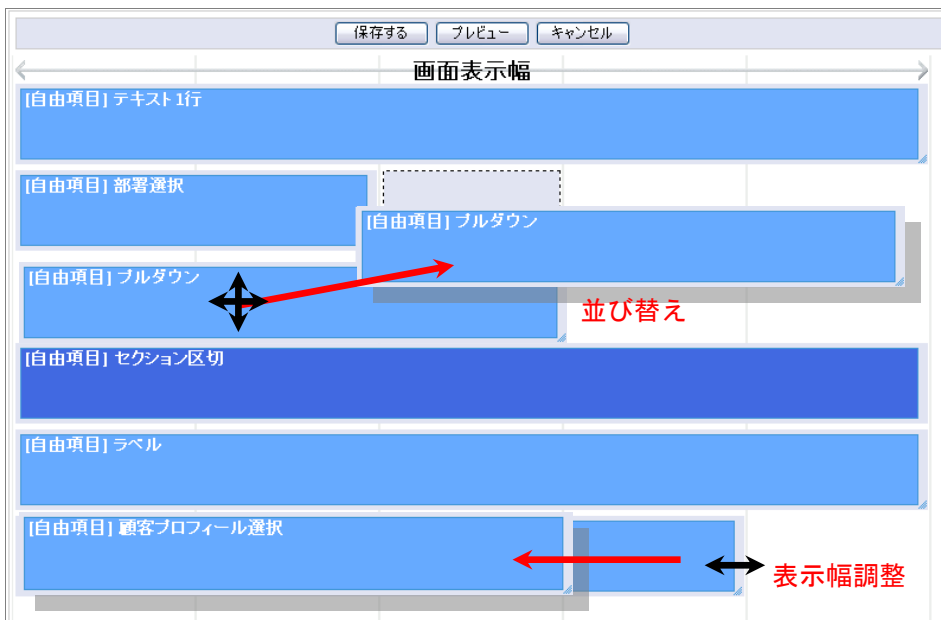 保存する プレビュー キャンセル
画面表示幅
[自由項目] テキスト1行
[自由項目] 部署選択
[自由項目] プルダウン
[自由項目] プルダウン
並び替え
[自由項目] セクション区切
[自由項目] ラベル
[自由項目] 顧客プロフィール選択
表示幅調整